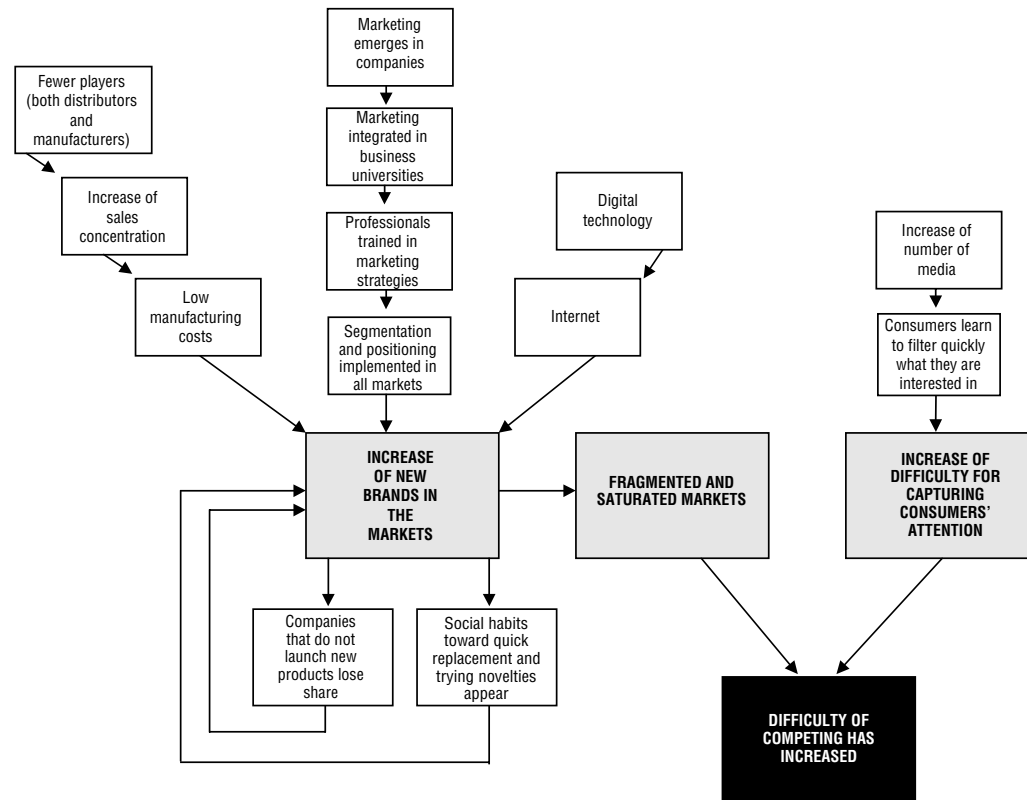 Marketing
emerges in
companies
Fewer players
(both distributors
and
manufacturers)
Marketing
integrated in
business
universities
Increase of
sales
concentration
Professionals
trained in
marketing
strategies
Digital
technology
Increase of
number of
media
Low
manufacturing
costs
Segmentation
and positioning
implemented in
all markets
Internet
Consumers learn
to filter quickly
what they are
interested in
INCREASE
OF NEW
BRANDS IN
THE
MARKETS
FRAGMENTED AND
SATURATED MARKETS
INCREASE OF
DIFFICULTY FOR
CAPTURING
CONSUMERS’
ATTENTION
Companies
that do not
launch new
products lose
share
Social habits
toward quick
replacement and
trying novelties
appear
DIFFICULTY OF
COMPETING HAS
INCREASED